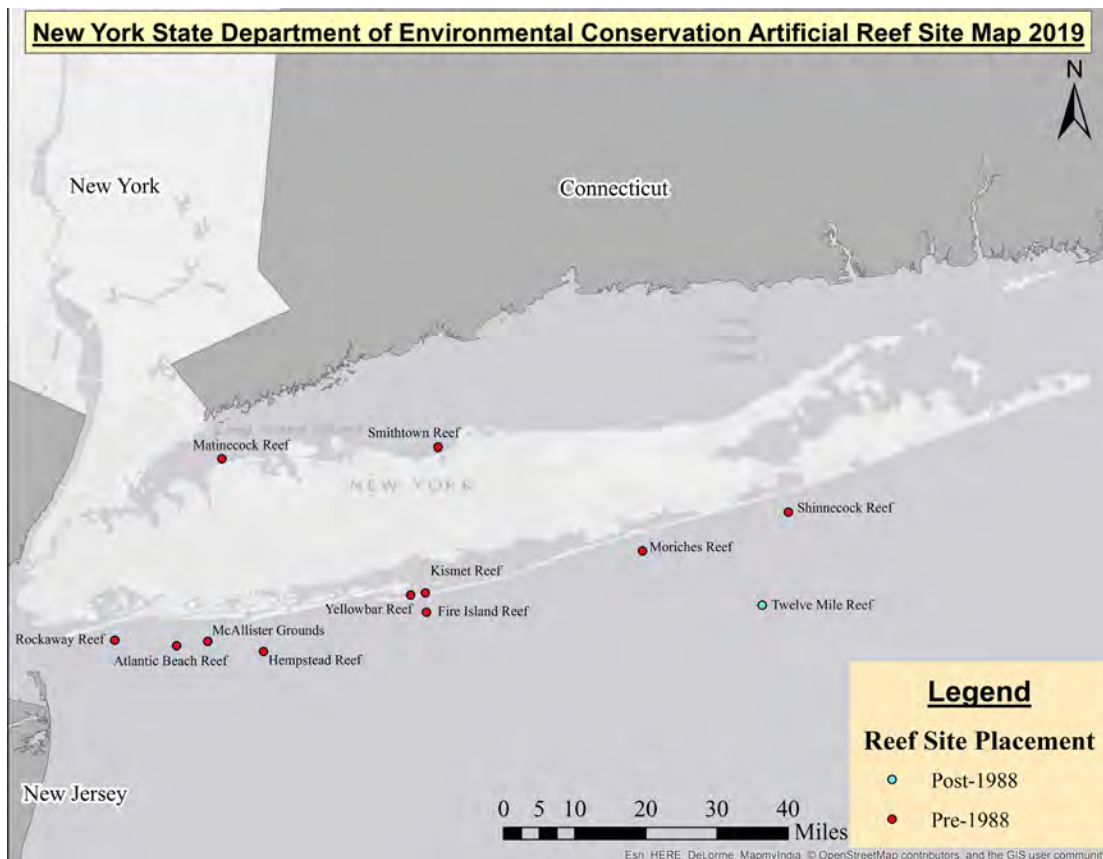 New York State Department of Environmental Conservation Artificial Reef Site Map 2019
N
New York
Connecticut
Smithtown Reef
Matinecock Reef
NEW YORK
Shinnecock Reef
Moriches Reef
Kismet Reef
Yellowbar Reef
Fire Island Reef
Twelve Mile Reef
McAllister Grounds
Rockaway Reef
Atlantic Beach Reef
Hempstead Reef
Legend
Reef Site Placement
Post-1988
Pre-1988
New Jersey
0 5 10 20 30 40
Miles
Esri, HERE, DeLorme, MapmyIndia, © OpenStreetMap contributors, and the GIS user communit